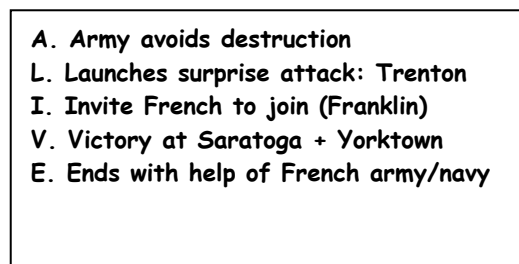 A. Army avoids destruction
L. Launches surprise attack: Trenton
I. Invite French to join (Franklin)
V. Victory at Saratoga + Yorktown
E. Ends with help of French army/navy